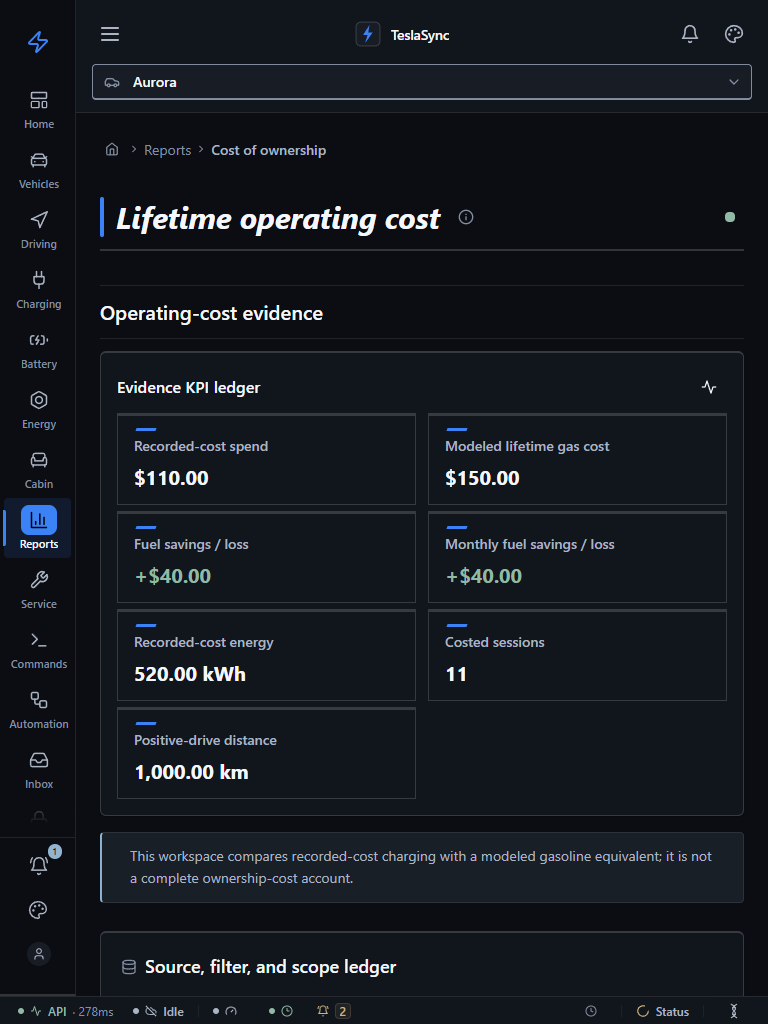 TeslaSync
Aurora
Home
Vehicles
Driving
Charging
Battery
Energy
Cabin
Reports
Service
Commands
Automation
Inbox
1
Reports
Cost of ownership
Lifetime operating cost
Operating-cost evidence
Evidence KPI ledger
Recorded-cost spend
$110.00
Modeled lifetime gas cost
$150.00
Fuel savings / loss
+$40.00
Monthly fuel savings / loss
+$40.00
Recorded-cost energy
520.00 kWh
Costed sessions
11
Positive-drive distance
1,000.00 km
This workspace compares recorded-cost charging with a modeled gasoline equivalent; it is not
a complete ownership-cost account.
Source, filter, and scope ledger
API · 278ms
Idle
2
Status